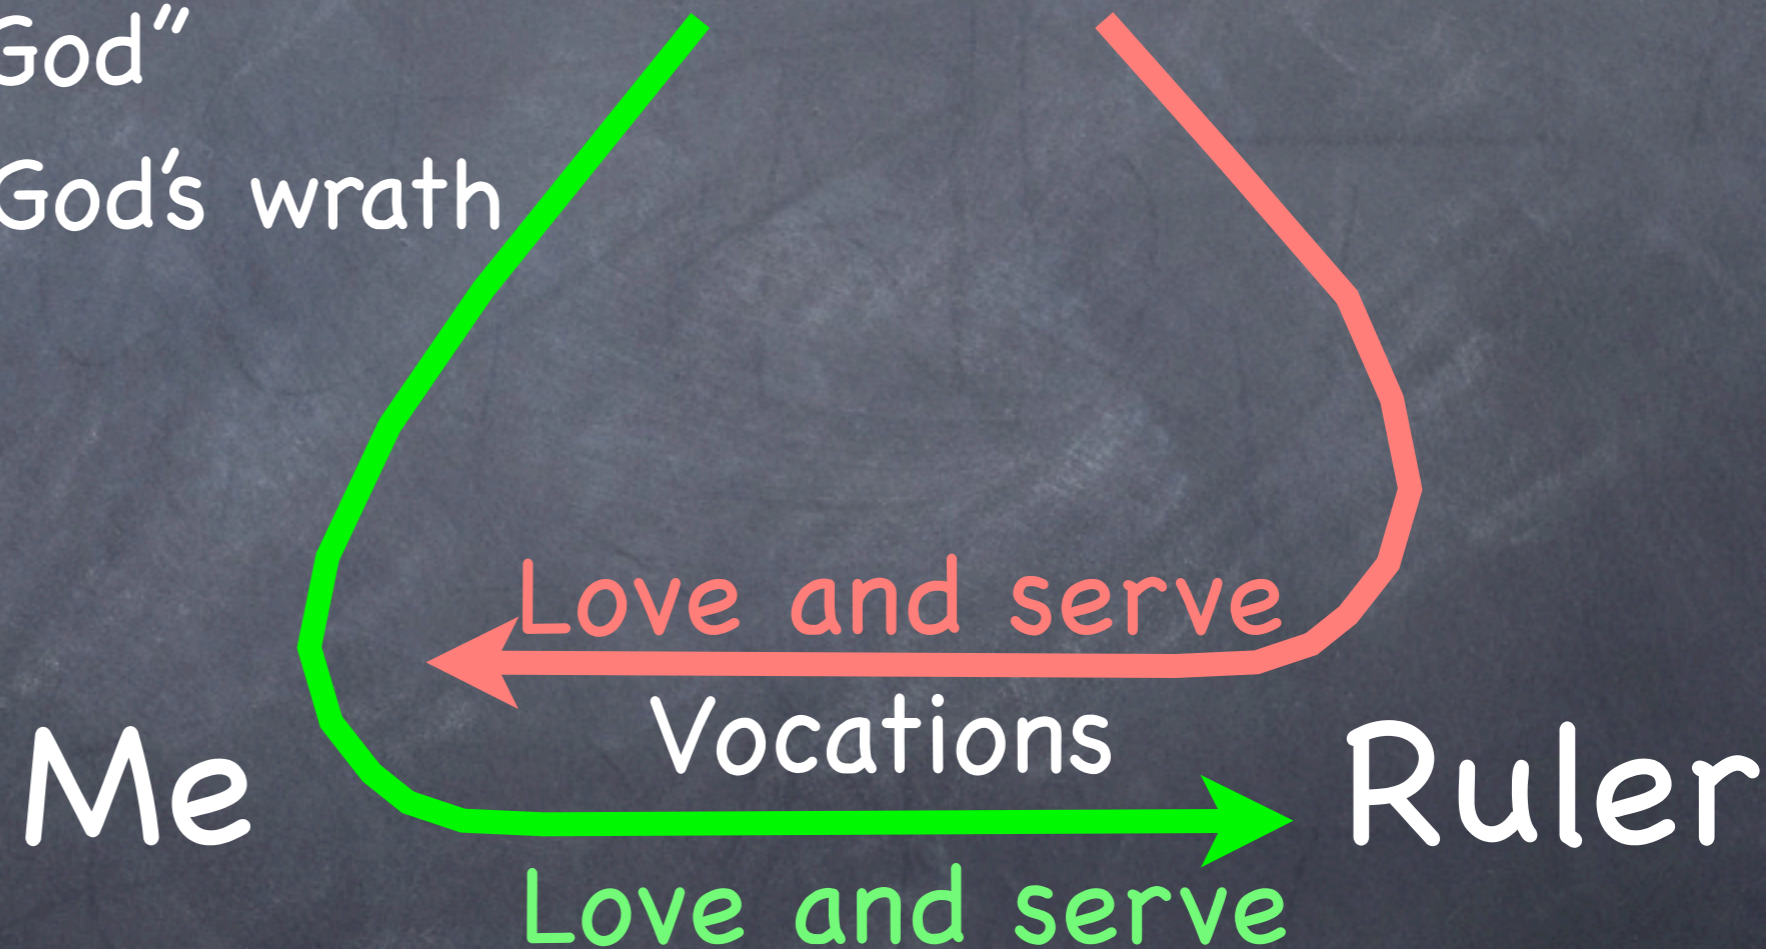 God”
God’s wrath
Love and serve
Vocations
Me
Ruler
Love and serve